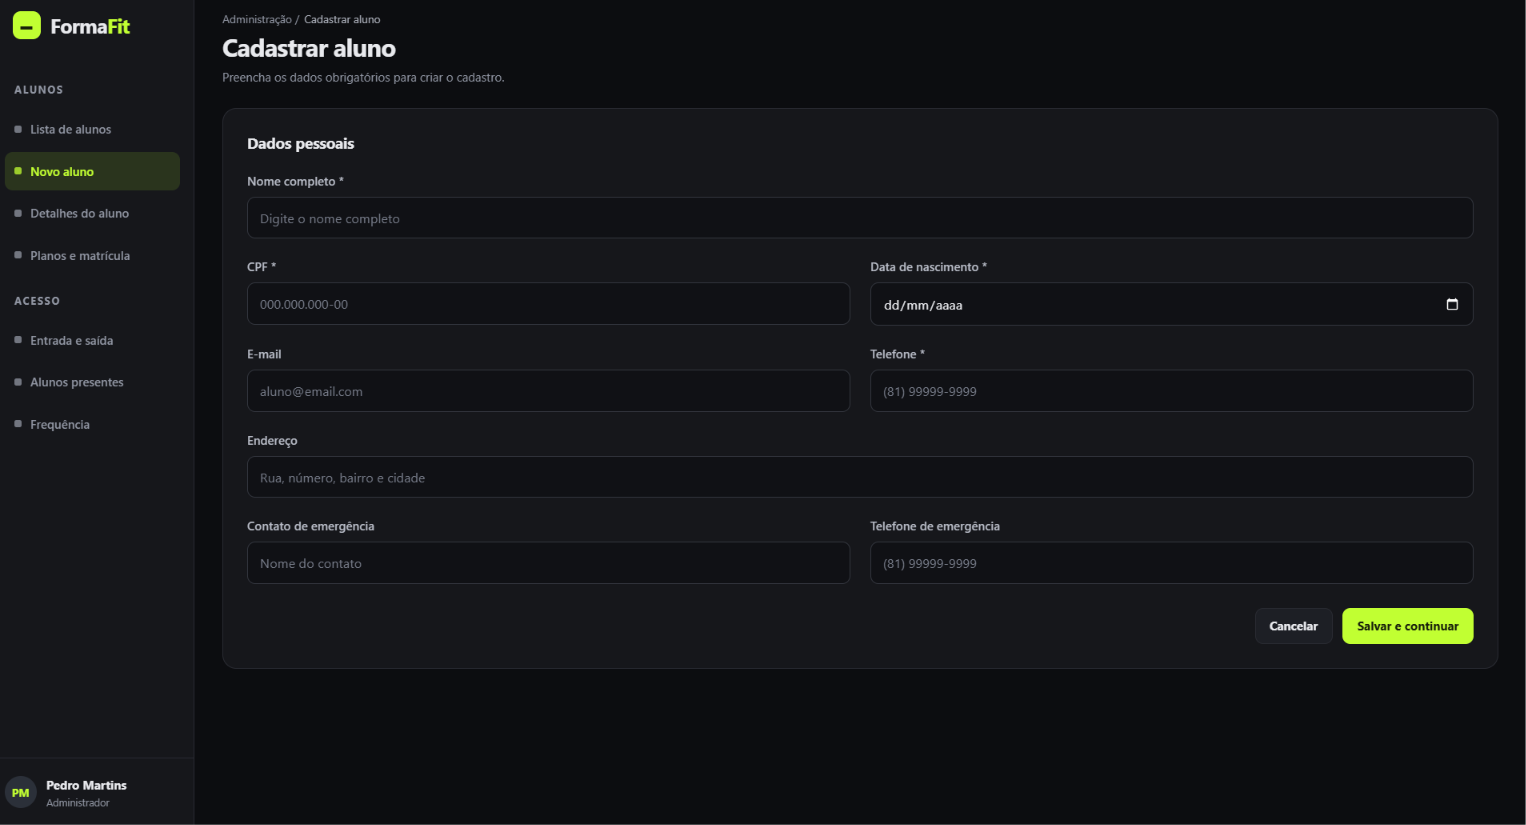 FormaFit
ALUNOS
Lista de alunos
Novo aluno
Detalhes do aluno
Planos e matrícula
ACESSO
Entrada e saída
Alunos presentes
Frequência
PM
Pedro Martins
Administrador
Administração / Cadastrar aluno
Cadastrar aluno
Preencha os dados obrigatórios para criar o cadastro.
Dados pessoais
Nome completo *
Digite o nome completo
CPF *
000.000.000-00
Data de nascimento *
dd/mm/aaaa
E-mail
aluno@email.com
Telefone *
(81) 99999-9999
Endereço
Rua, número, bairro e cidade
Contato de emergência
Nome do contato
Telefone de emergência
(81) 99999-9999
Cancelar
Salvar e continuar